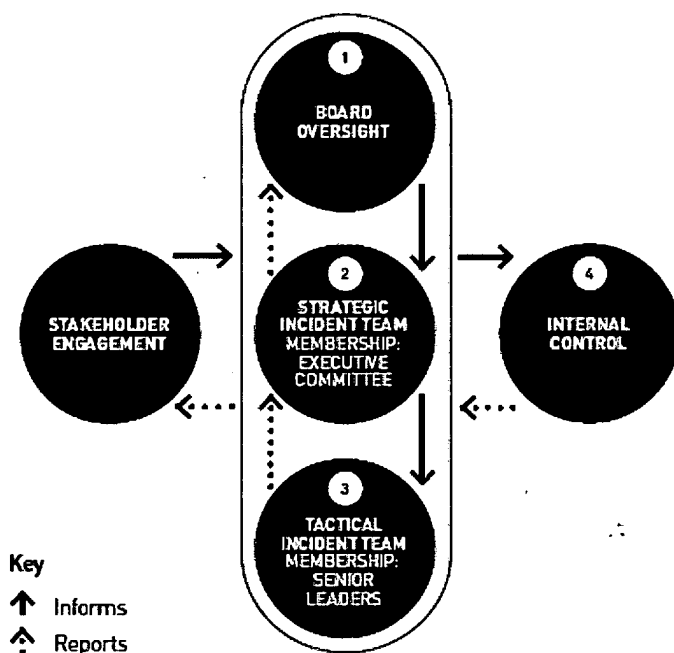 1
BOARD
OVERSIGHT
STAKEHOLDER
ENGAGEMENT
2
STRATEGIC
INCIDENT TEAM
MEMBERSHIP:
EXECUTIVE
COMMITTEE
4
INTERNAL
CONTROL
3
TACTICAL
INCIDENT TEAM
MEMBERSHIP:
SENIOR
LEADERS
Key
Informs
Reports